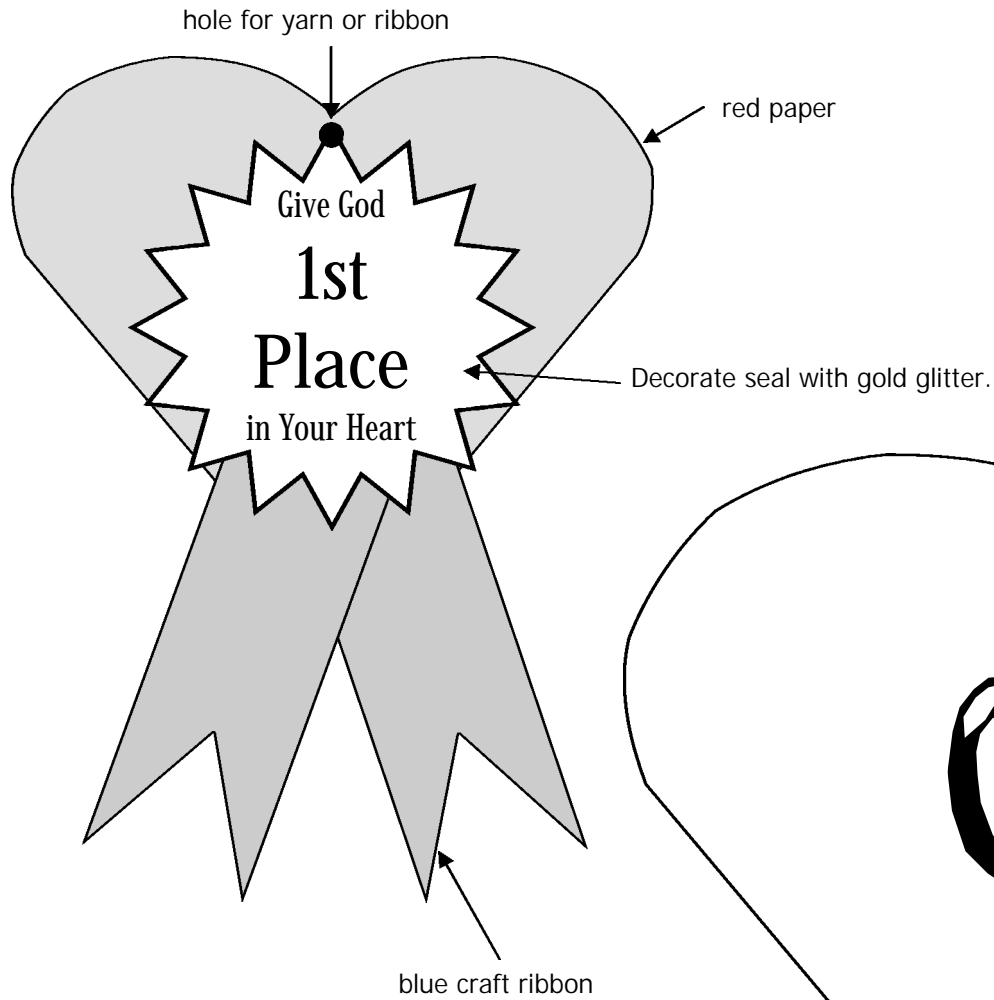 hole for yarn or ribbon
red paper
Give God
1st
Place
in Your Heart
Decorate seal with gold glitter.
blue craft ribbon